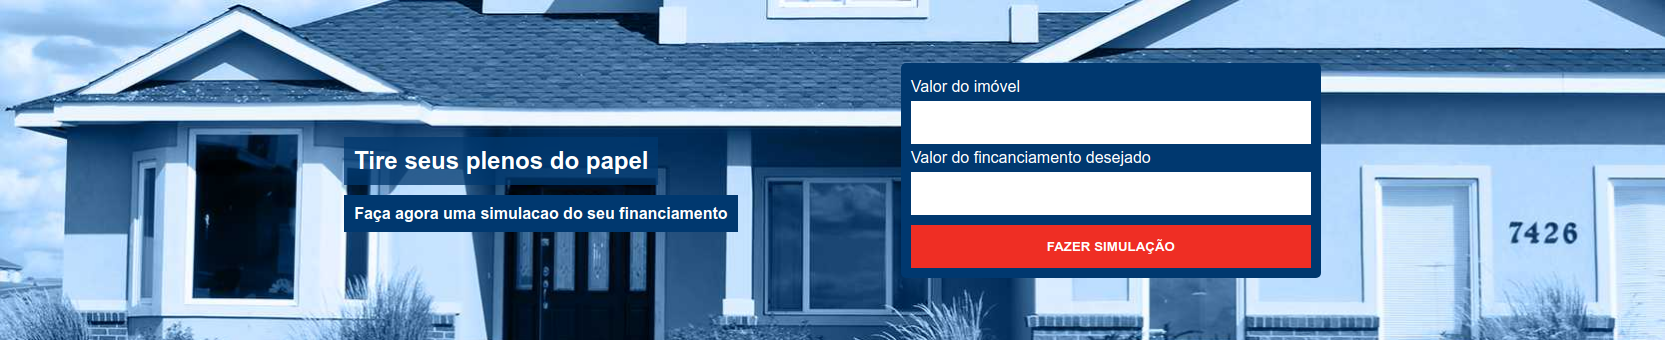 Tire seus plenos do papel
Faça agora uma simulacao do seu financiamento
Valor do imóvel
Valor do fincanciamento desejado
FAZER SIMULAÇÃO
7426